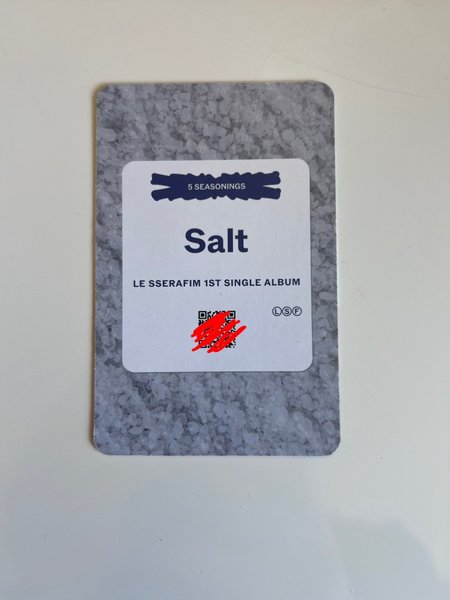 5 SEASONINGS
Salt
LE SSERAFIM 1ST SINGLE ALBUM
LSF